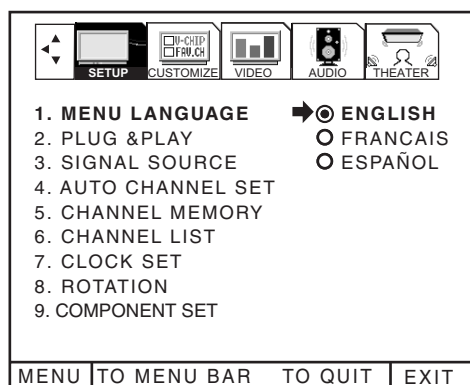 V-CHIP
FAV.CH
SETUP CUSTOMIZE VIDEO AUDIO THEATER
1. MENU LANGUAGE ENGLISH
2. PLUG &PLAY FRANCAIS
3. SIGNAL SOURCE ESPAÑOL
4. AUTO CHANNEL SET
5. CHANNEL MEMORY
6. CHANNEL LIST
7. CLOCK SET
8. ROTATION
9. COMPONENT SET
MENU TO MENU BAR TO QUIT EXIT